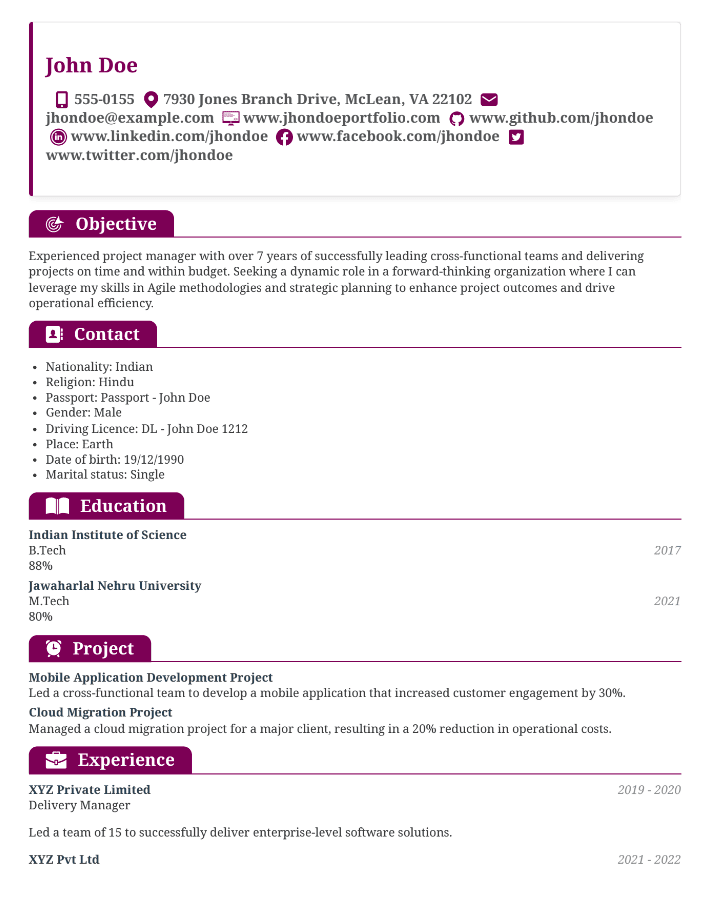 John Doe
555-0155 7930 Jones Branch Drive, McLean, VA 22102
jhondoe@example.com www.jhondoeportfolio.com www.github.com/jhondoe
www.linkedin.com/jhondoe www.facebook.com/jhondoe
www.twitter.com/jhondoe
Objective
Experienced project manager with over 7 years of successfully leading cross-functional teams and delivering
projects on time and within budget. Seeking a dynamic role in a forward-thinking organization where I can
leverage my skills in Agile methodologies and strategic planning to enhance project outcomes and drive
operational efficiency.
Contact
• Nationality: Indian
• Religion: Hindu
• Passport: Passport - John Doe
• Gender: Male
• Driving Licence: DL - John Doe 1212
• Place: Earth
• Date of birth: 19/12/1990
• Marital status: Single
Education
Indian Institute of Science
B.Tech 2017
88%
Jawaharlal Nehru University
M.Tech 2021
80%
Project
Mobile Application Development Project
Led a cross-functional team to develop a mobile application that increased customer engagement by 30%.
Cloud Migration Project
Managed a cloud migration project for a major client, resulting in a 20% reduction in operational costs.
Experience
XYZ Private Limited 2019 - 2020
Delivery Manager
Led a team of 15 to successfully deliver enterprise-level software solutions.
XYZ Pvt Ltd 2021 - 2022